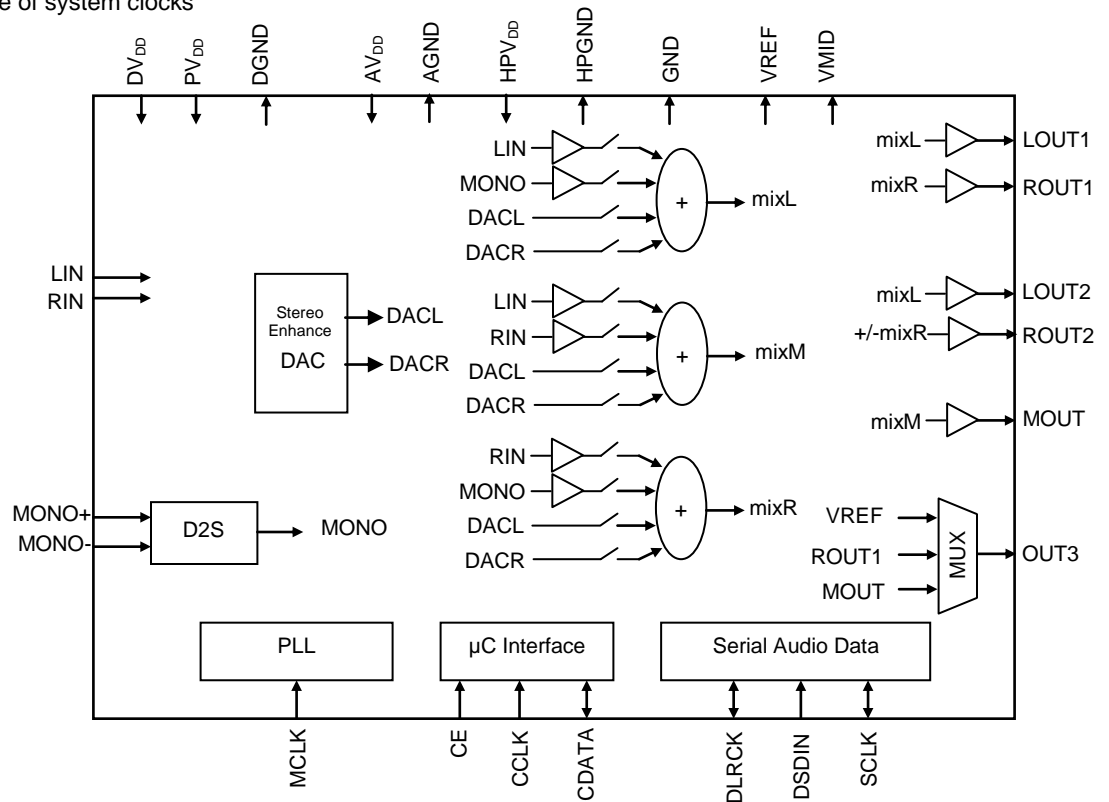 e of system clocks
DVDD
PVDD
DGND
AVDD
AGND
HPVDD
HPGND
GND
VREF
VMID
LIN
MONO
DACL
DACR
+
mixL
mixL
LOUT1
mixR
ROUT1
LIN
RIN
Stereo
Enhance
DAC
DACL
DACR
LIN
RIN
DACL
DACR
+
mixM
mixL
LOUT2
+/-mixR
ROUT2
mixM
MOUT
MONO+
MONO-
D2S
MONO
RIN
MONO
DACL
DACR
+
mixR
VREF
ROUT1
MOUT
MUX
OUT3
PLL
µC Interface
Serial Audio Data
MCLK
CE
CCLK
CDATA
DLRCK
DSDIN
SCLK